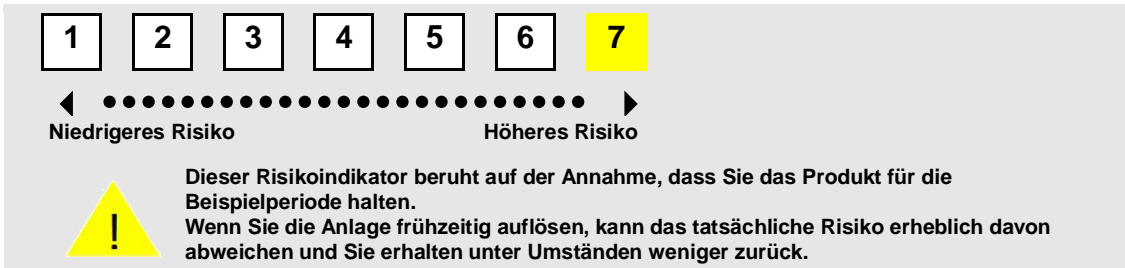 1 2 3 4 5 6 7
Niedrigeres Risiko Höheres Risiko
Dieser Risikoindikator beruht auf der Annahme, dass Sie das Produkt für die
Beispielperiode halten.
Wenn Sie die Anlage frühzeitig auflösen, kann das tatsächliche Risiko erheblich davon
abweichen und Sie erhalten unter Umständen weniger zurück.
!